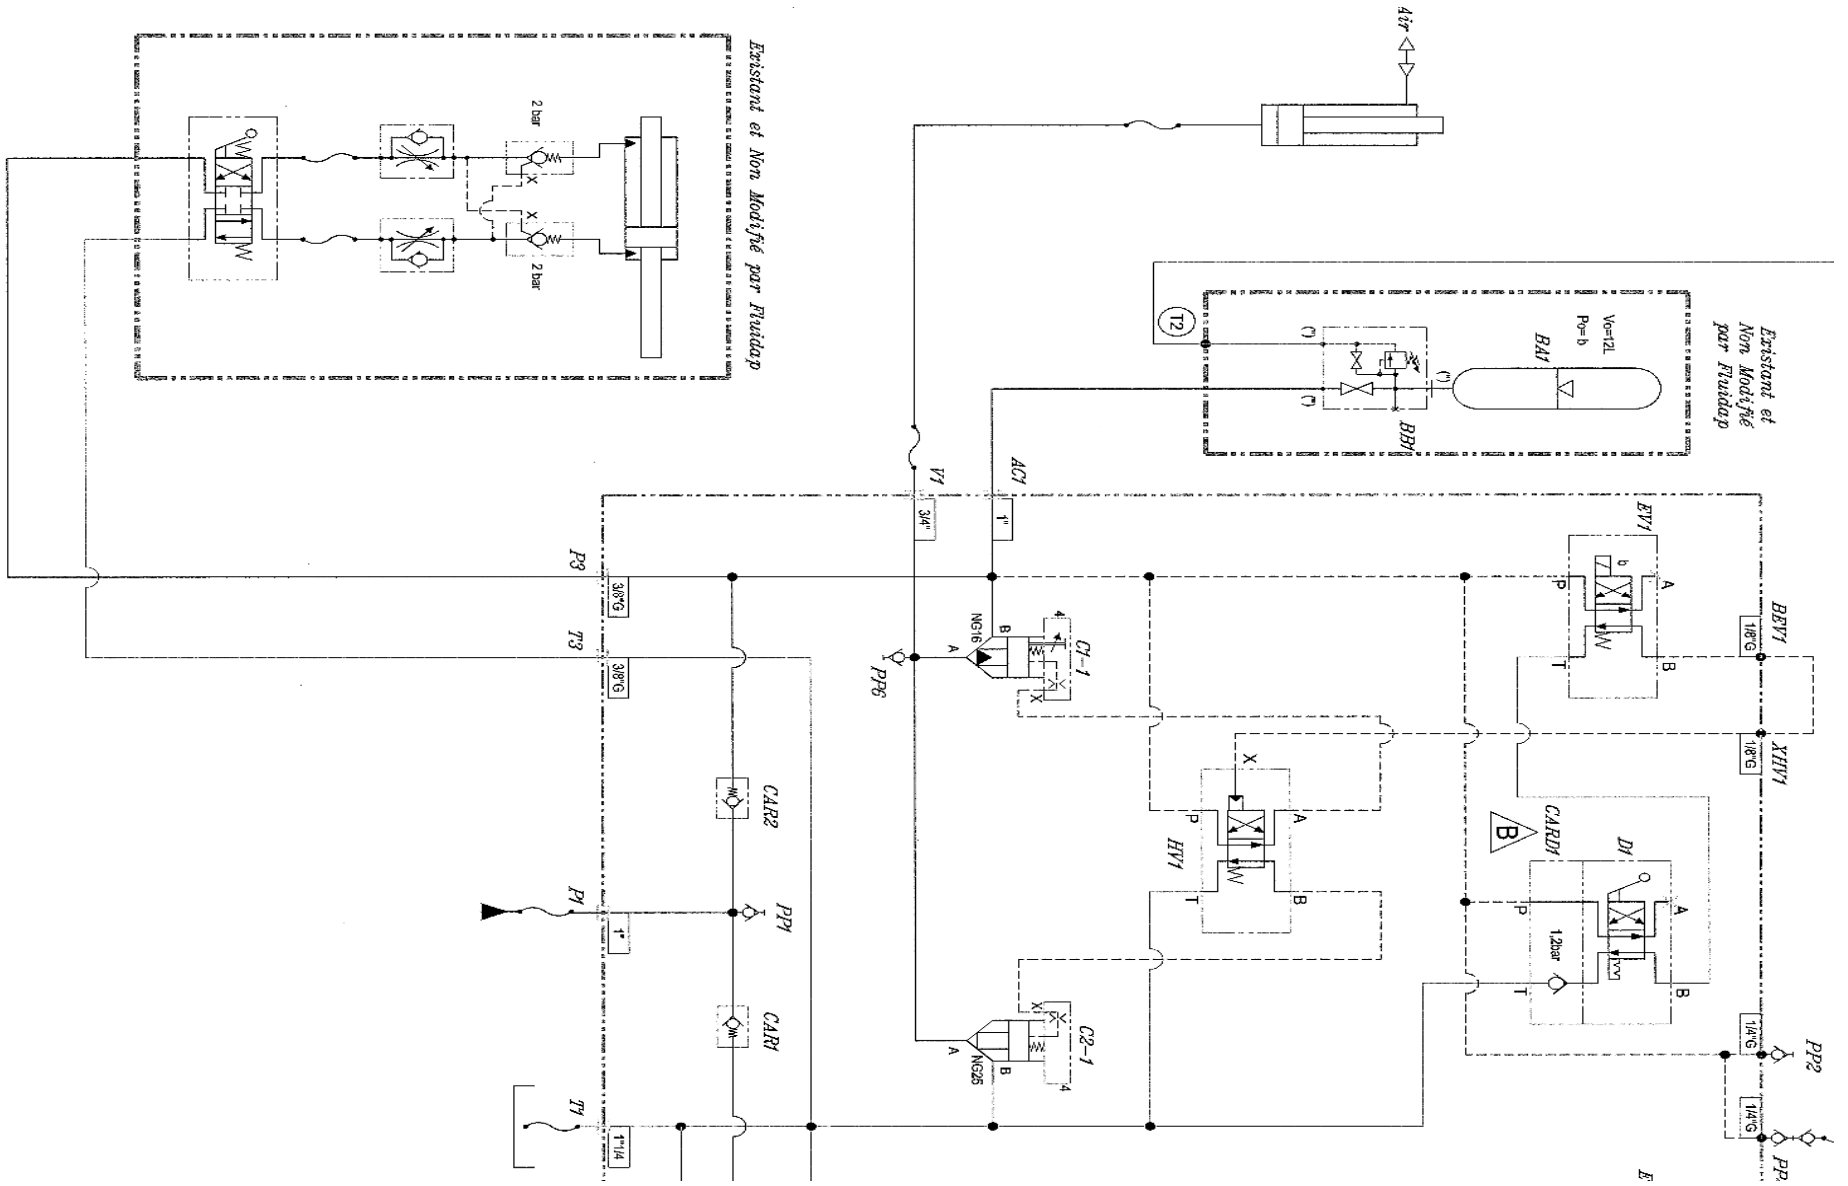 Air
Existant et Non Modifié par Fluidap
2 bar
X
X
2 bar
T2
Existant et
Non Modifié
par Fluidap
Vo=12L
Po=b
BA1
BB1
(*)
(*)
(*)
V1
3/4"
AC1
1"
EV1
b
P
A
T
B
BEV1
1/8"G
XHV1
1/8"G
P3
3/8"G
T3
3/8"G
NG16
B
A
4
X
C1-1
PP6
CAR2
X
P
A
HV1
T
B
B
CARD1
D1
P
A
1,2bar
T
B
P1
1"
PP1
CAR1
X
C2-1
A
NG25
B
4
1/4"G
PP2
1/4"G
T1
1"1/4